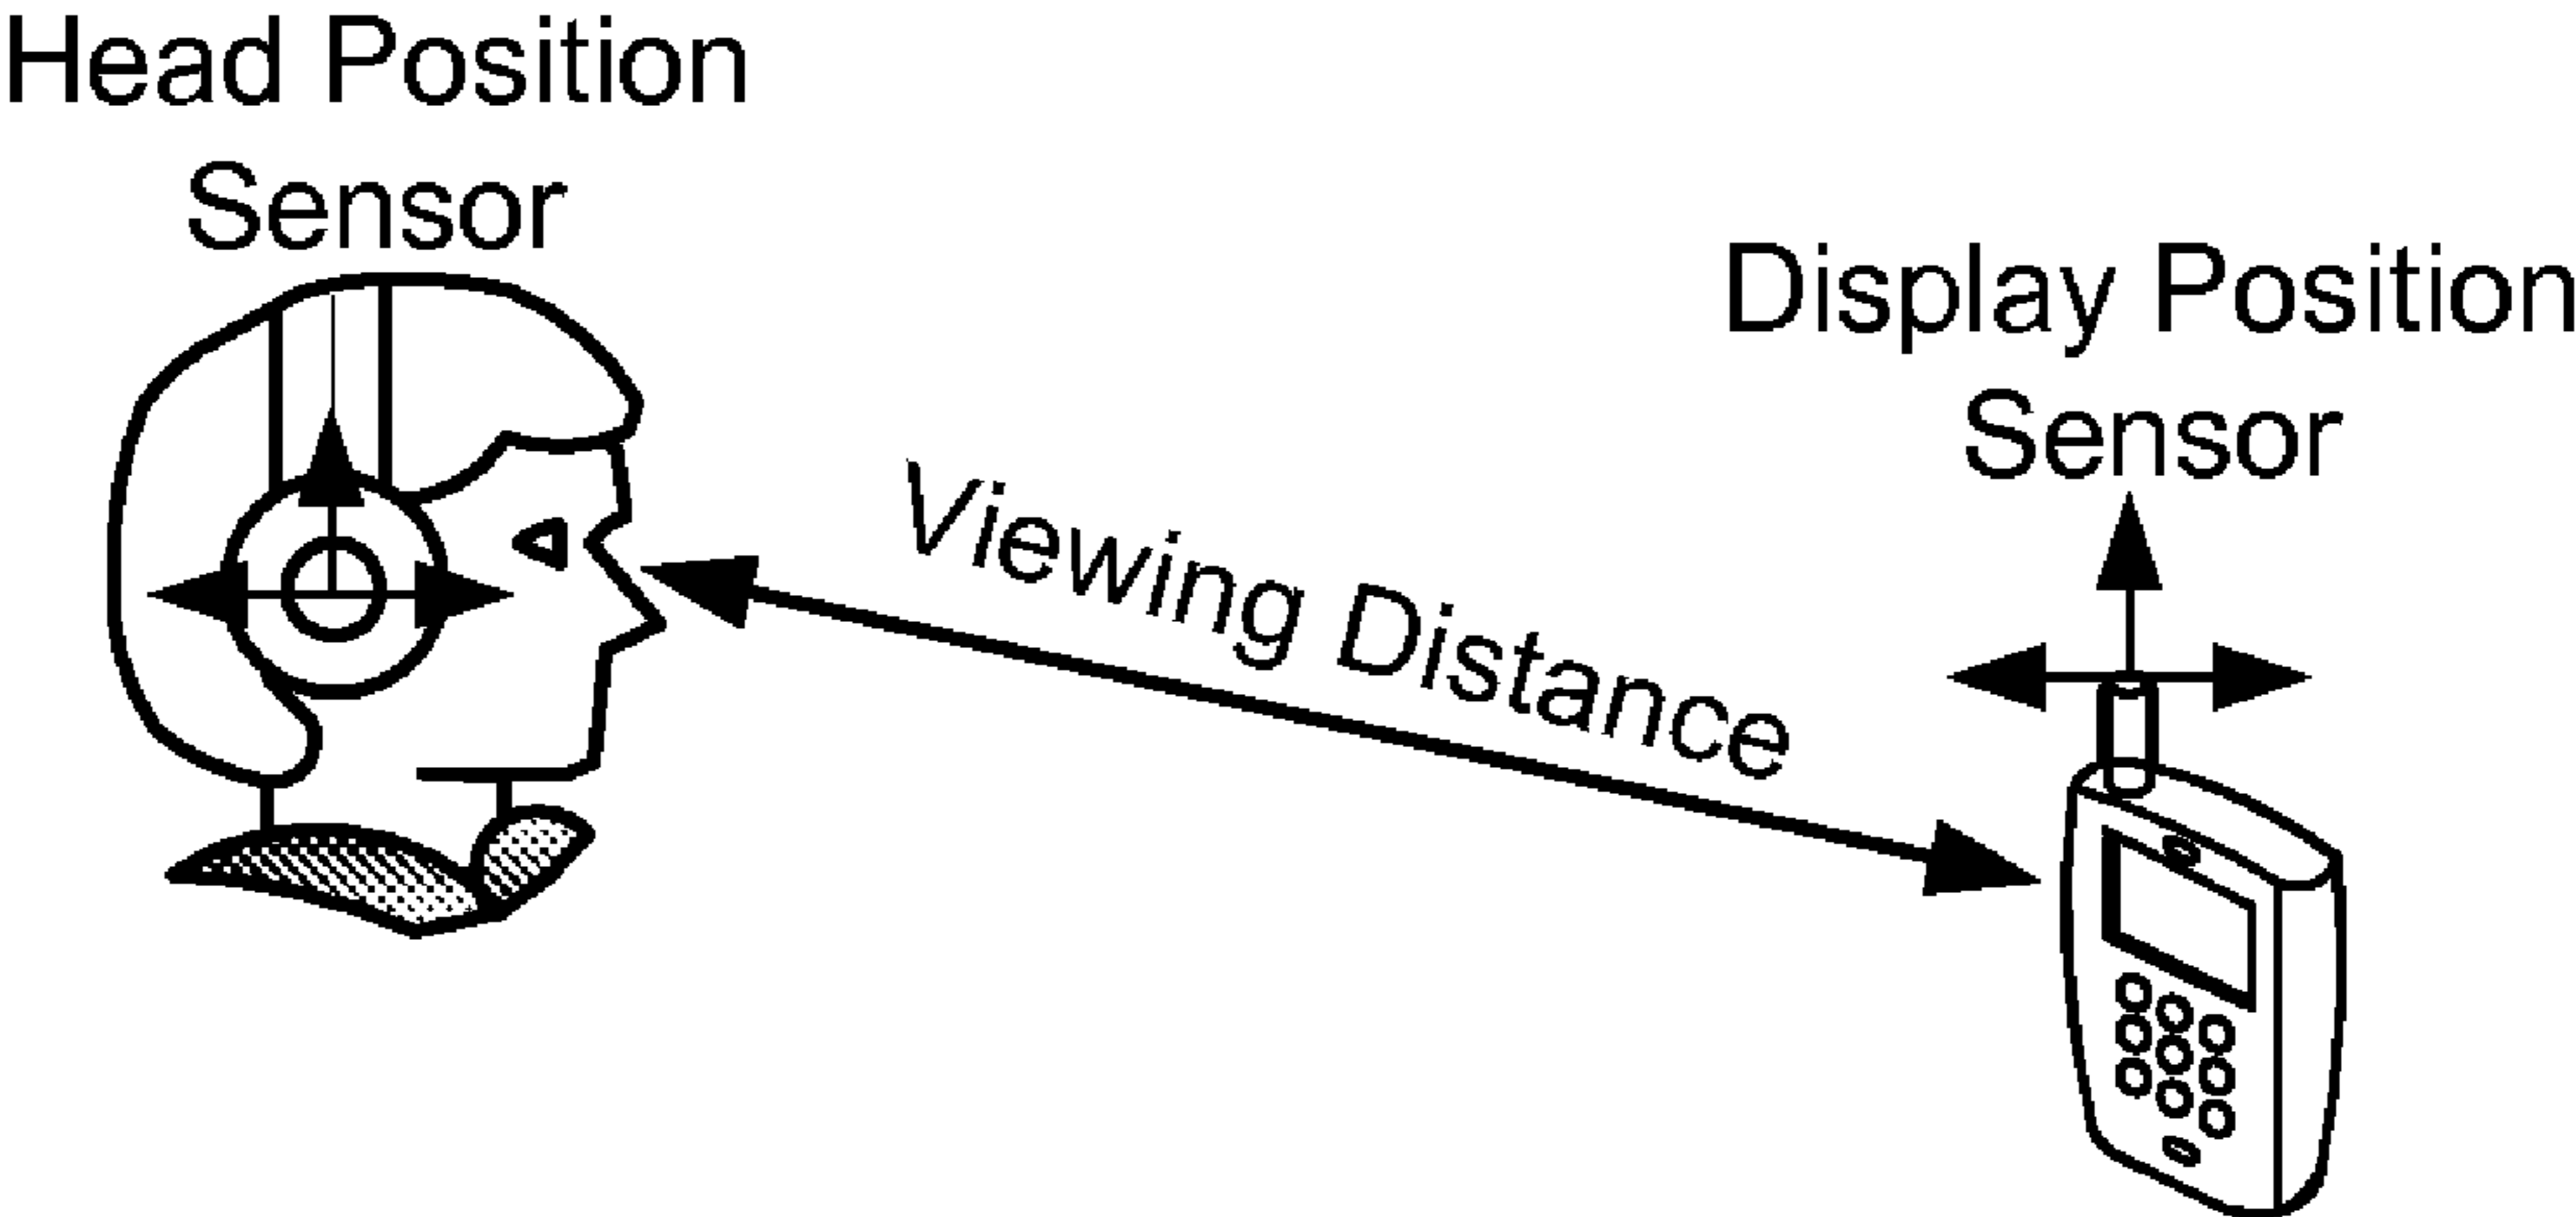 Head Position
Sensor
Display Position
Sensor
Viewing Distance